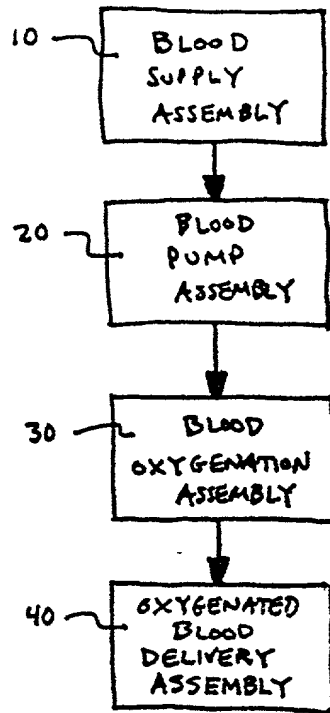 10
BLOOD
SUPPLY
ASSEMBLY
20
BLOOD
PUMP
ASSEMBLY
30
BLOOD
OXYGENATION
ASSEMBLY
40
OXYGENATED
BLOOD
DELIVERY
ASSEMBLY